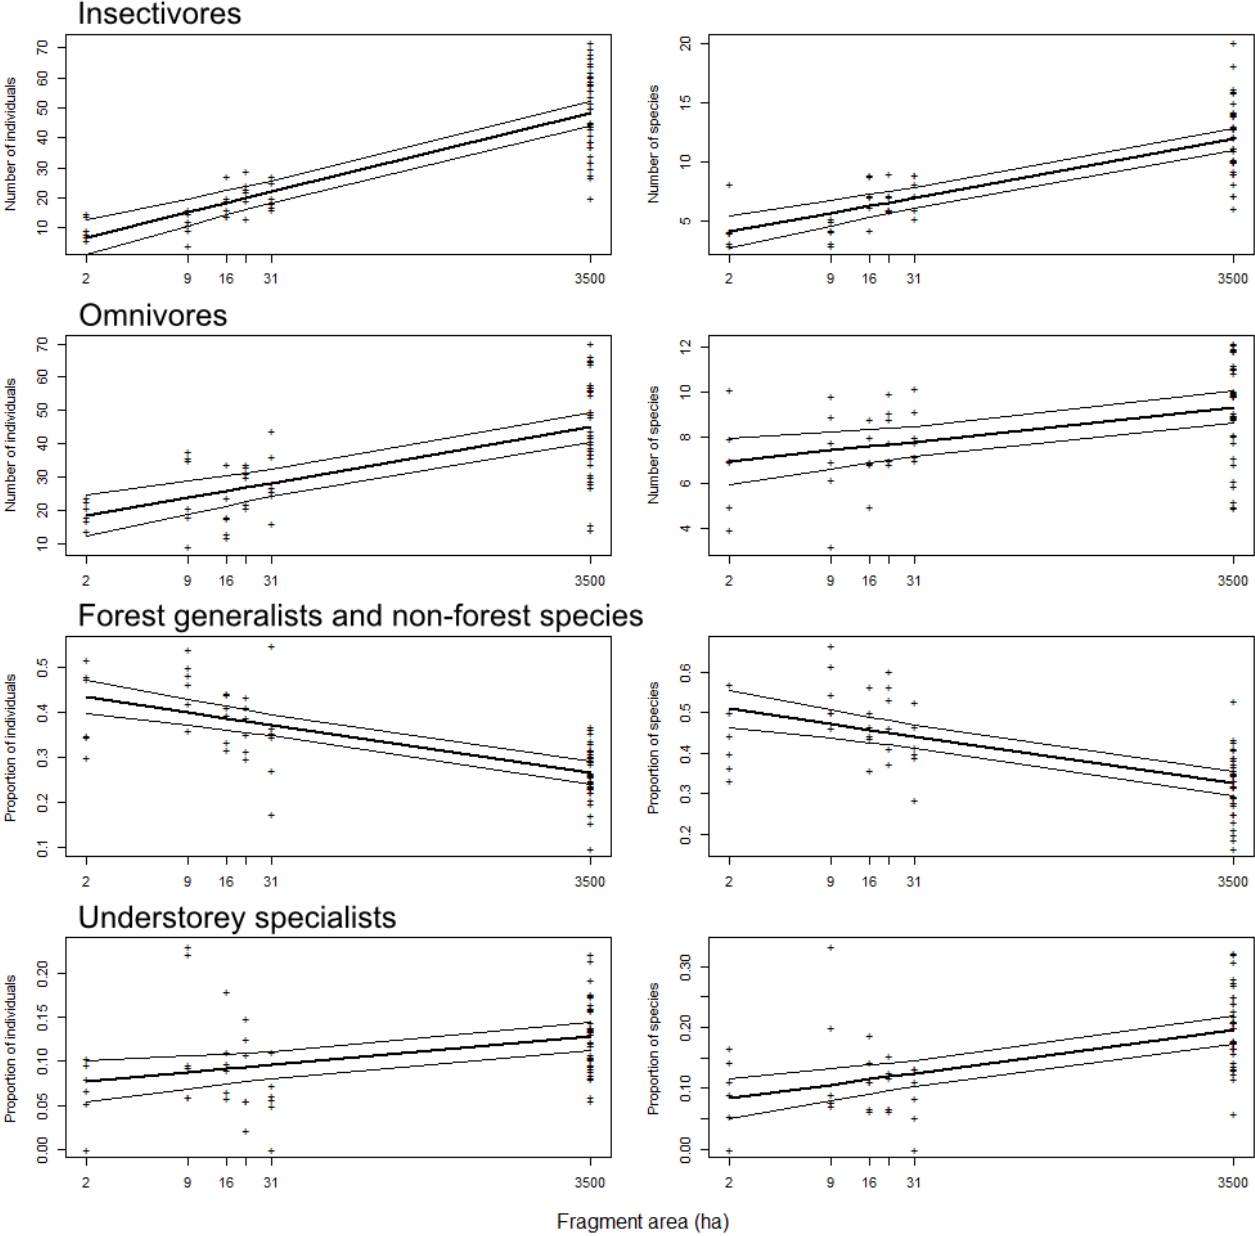 Insectivores
Number of individuals
70
60
50
40
30
20
10
2 9 16 31 3500
Number of species
20
15
10
5
2 9 16 31 3500
Omnivores
Number of individuals
70
60
50
40
30
20
10
2 9 16 31 3500
Number of species
12
10
8
6
4
2 9 16 31 3500
Forest generalists and non-forest species
Proportion of individuals
0.5
0.4
0.3
0.2
0.1
2 9 16 31 3500
Proportion of species
0.6
0.5
0.4
0.3
0.2
2 9 16 31 3500
Understorey specialists
Proportion of individuals
0.20
0.15
0.10
0.05
0.00
2 9 16 31 3500
Proportion of species
0.30
0.20
0.10
0.00
2 9 16 31 3500
Fragment area (ha)